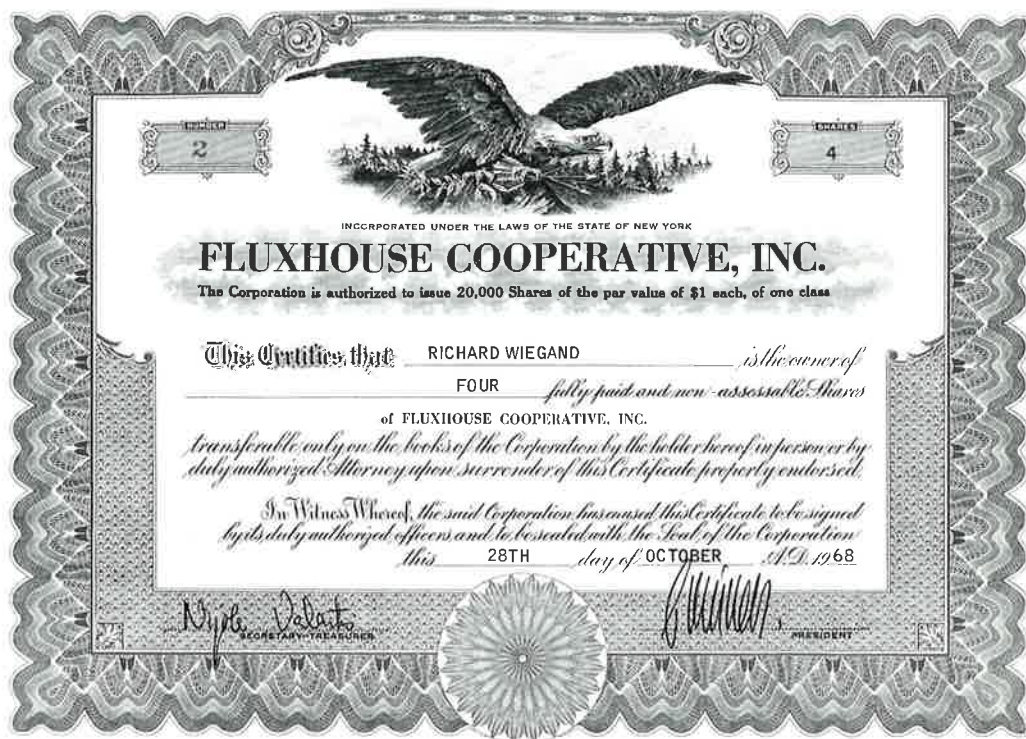 NUMBER
2
SHARES
4
INCORPORATED UNDER THE LAWS OF THE STATE OF NEW YORK
FLUXHOUSE COOPERATIVE, INC.
The Corporation is authorized to issue 20,000 Shares of the par value of $1 each, of one class
This Certifies that RICHARD WIEGAND is the owner of
FOUR fully paid and non-assessable Shares
of FLUXHOUSE COOPERATIVE, INC.
transferable only on the books of the Corporation by the holder hereof in person or by
duly authorized Attorney upon surrender of this Certificate properly endorsed.
In Witness Whereof, the said Corporation has caused this Certificate to be signed
by its duly authorized officers and to be sealed with the Seal of the Corporation
this 28TH day of OCTOBER A.D. 1968
Nijole Valaitis
SECRETARY-TREASURER
PRESIDENT